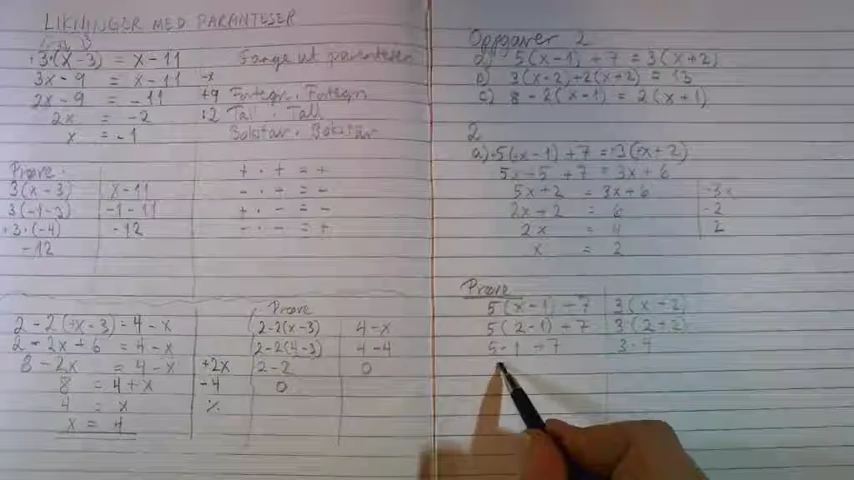 LIKNINGER MED PARANTESER
+3·(x-3) = x-11 Gange ut parantesen
3x-9 = x-11 -x
2x-9 = -11 +9 Fortegn · Fortegn
2x = -2 :2 Tall · Tall
x = -1 Bokstav · Bokstav
Prøve:
3(x-3) x-11
3(-1-3) -1-11
+3·(-4) -12
-12
+ · + = +
- · + = -
+ · - = -
- · - = +
Prøve
2-2(+x-3) = 4-x 2-2(x-3) 4-x
2-2x+6 = 4-x 2-2(4-3) 4-4
8-2x = 4-x +2x 2-2 0
8 = 4+x -4 0
4 = x
x = 4
Oppgaver 2
a) 5(x-1)+7 = 3(x+2)
b) 3(x-2)+2(x+2) = 13
c) 8-2(x-1) = 2(x+1)
2
a) +5(+x-1)+7 = +3(+x+2)
5x-5+7 = 3x+6
5x+2 = 3x+6 -3x
2x+2 = 6 -2
2x = 4 2
x = 2
Prøve
5(x-1)+7 3(x+2)
5(2-1)+7 3(2+2)
5·1+7 3·4